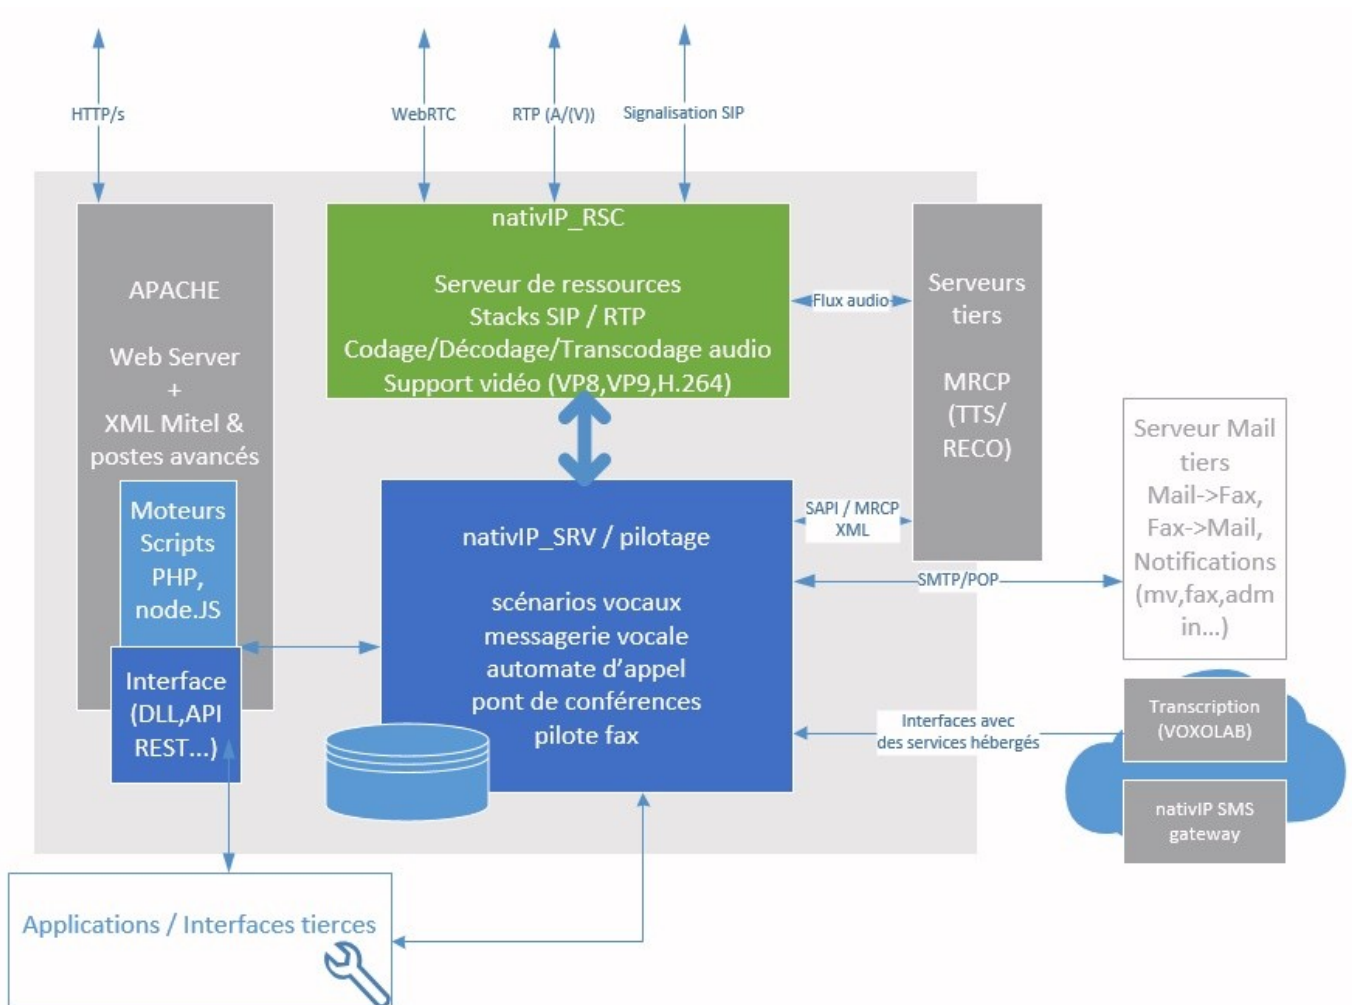 HTTP/s
WebRTC
RTP (A/(V))
Signalisation SIP
APACHE
Web Server
+
XML Mitel &
postes avancés
Moteurs
Scripts
PHP,
node.JS
Interface
(DLL,API
REST...)
nativIP_RSC
Serveur de ressources
Stacks SIP / RTP
Codage/Décodage/Transcodage audio
Support vidéo (VP8,VP9,H.264)
Flux audio
Serveurs
tiers
MRCP
(TTS/
RECO)
nativIP_SRV / pilotage
scénarios vocaux
messagerie vocale
automate d'appel
pont de conférences
pilote fax
SAPI / MRCP
XML
SMTP/POP
Serveur Mail
tiers
Mail->Fax,
Fax->Mail,
Notifications
(mv,fax,adm
in...)
Interfaces avec
des services hébergés
Transcription
(VOXOLAB)
nativIP SMS
gateway
Applications / Interfaces tierces